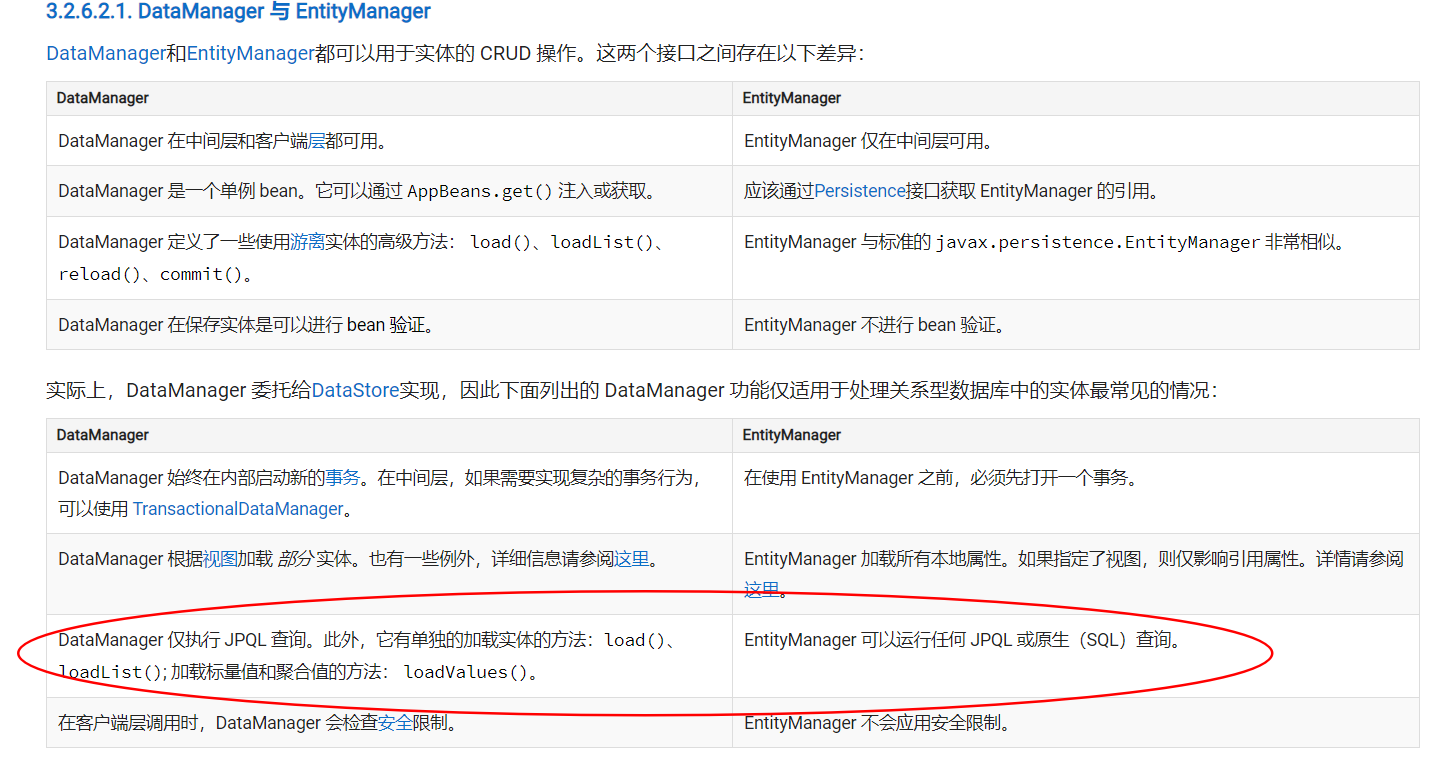 3.2.6.2.1. DataManager 与 EntityManager
DataManager和EntityManager都可以用于实体的 CRUD 操作。这两个接口之间存在以下差异：
DataManager
EntityManager
DataManager 在中间层和客户端层都可用。
EntityManager 仅在中间层可用。
DataManager 是一个单例 bean。它可以通过 AppBeans.get() 注入或获取。
应该通过Persistence接口获取 EntityManager 的引用。
DataManager 定义了一些使用游离实体的高级方法： load()、loadList()、
reload()、commit()。
EntityManager 与标准的 javax.persistence.EntityManager 非常相似。
DataManager 在保存实体是可以进行 bean 验证。
EntityManager 不进行 bean 验证。
实际上，DataManager 委托给DataStore实现，因此下面列出的 DataManager 功能仅适用于处理关系型数据库中的实体最常见的情况：
DataManager
EntityManager
DataManager 始终在内部启动新的事务。在中间层，如果需要实现复杂的事务行为，
可以使用 TransactionalDataManager。
在使用 EntityManager 之前，必须先打开一个事务。
DataManager 根据视图加载 部分 实体。也有一些例外，详细信息请参阅这里。
EntityManager 加载所有本地属性。如果指定了视图，则仅影响引用属性。详情请参阅
这里。
DataManager 仅执行 JPQL 查询。此外，它有单独的加载实体的方法：load()、
loadList();加载标量值和聚合值的方法： loadValues()。
EntityManager 可以运行任何 JPQL 或原生（SQL）查询。
在客户端层调用时，DataManager 会检查安全限制。
EntityManager 不会应用安全限制。